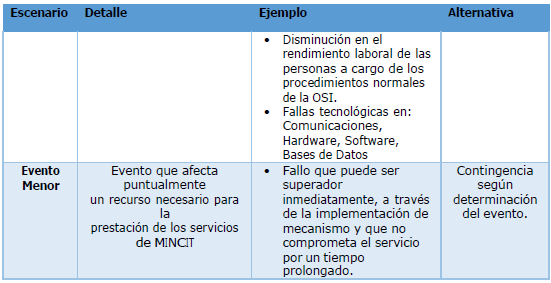 Escenario Detalle Ejemplo Alternativa
• Disminución en el
rendimiento laboral de las
personas a cargo de los
procedimientos normales
de la OSI.
• Fallas tecnológicas en:
Comunicaciones,
Hardware, Software,
Bases de Datos
Evento
Menor
Evento que afecta
puntualmente
un recurso necesario para
la
prestación de los servicios
de MINCIT
• Fallo que puede ser
superador
inmediatamente, a través
de la implementación de
mecanismo y que no
comprometa el servicio
por un tiempo
prolongado.
Contingencia
según
determinación
del evento.